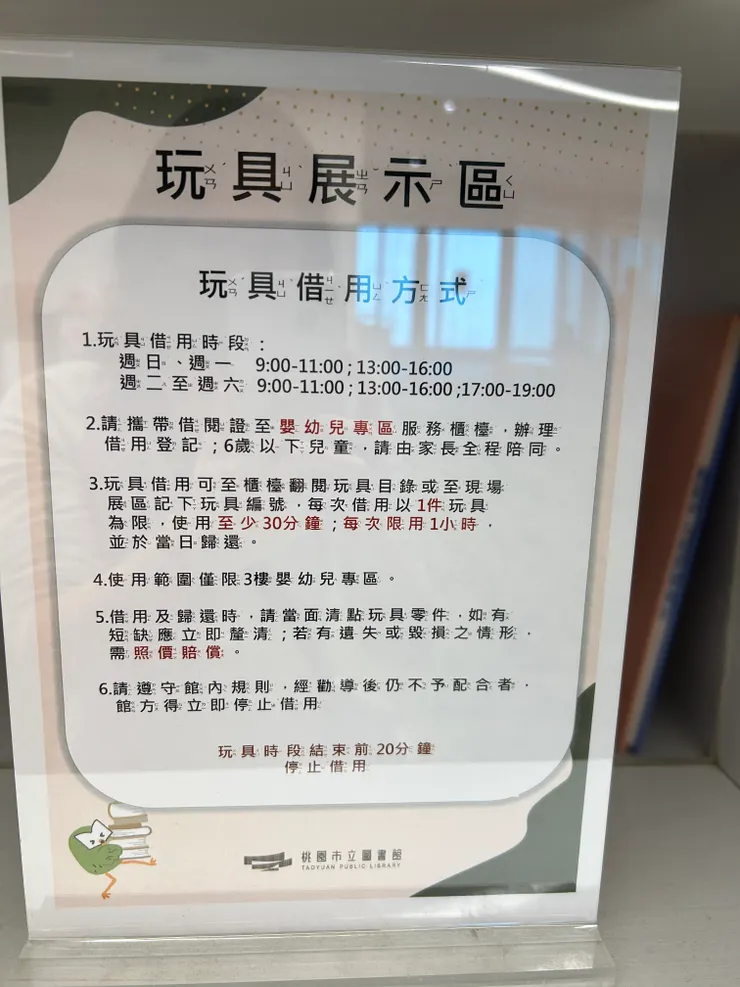 玩具展示區
玩具借用方式
1.玩具借用時段：
週日、週一 9:00-11:00；13:00-16:00
週二至週六 9:00-11:00；13:00-16:00；17:00-19:00
2.請攜帶借閱證至嬰幼兒專區服務櫃檯，辦理
借用登記；6歲以下兒童，請由家長全程陪同。
3.玩具借用可至櫃檯翻閱玩具目錄或至現場
展區記下玩具編號，每次借用以1件玩具
為限，使用至少30分鐘；每次限用1小時，
並於當日歸還。
4.使用範圍僅限3樓嬰幼兒專區。
5.借用及歸還時，請當面清點玩具零件，如有
短缺應立即釐清；若有遺失或毀損之情形，
需照價賠償。
6.請遵守館內規則，經勸導後仍不予配合者，
館方得立即停止借用
玩具時段結束前20分鐘
停止借用
桃園市立圖書館
TAOYUAN PUBLIC LIBRARY